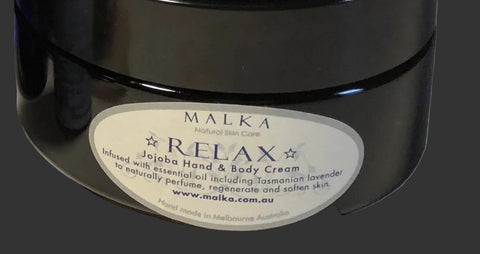 MALKA
Natural Skin Care
☆ RELAX ☆
Jojoba Hand & Body Cream
Infused with essential oil including Tasmanian lavender
to naturally perfume, regenerate and soften skin.
www.malka.com.au
Hand made in Melbourne Australia